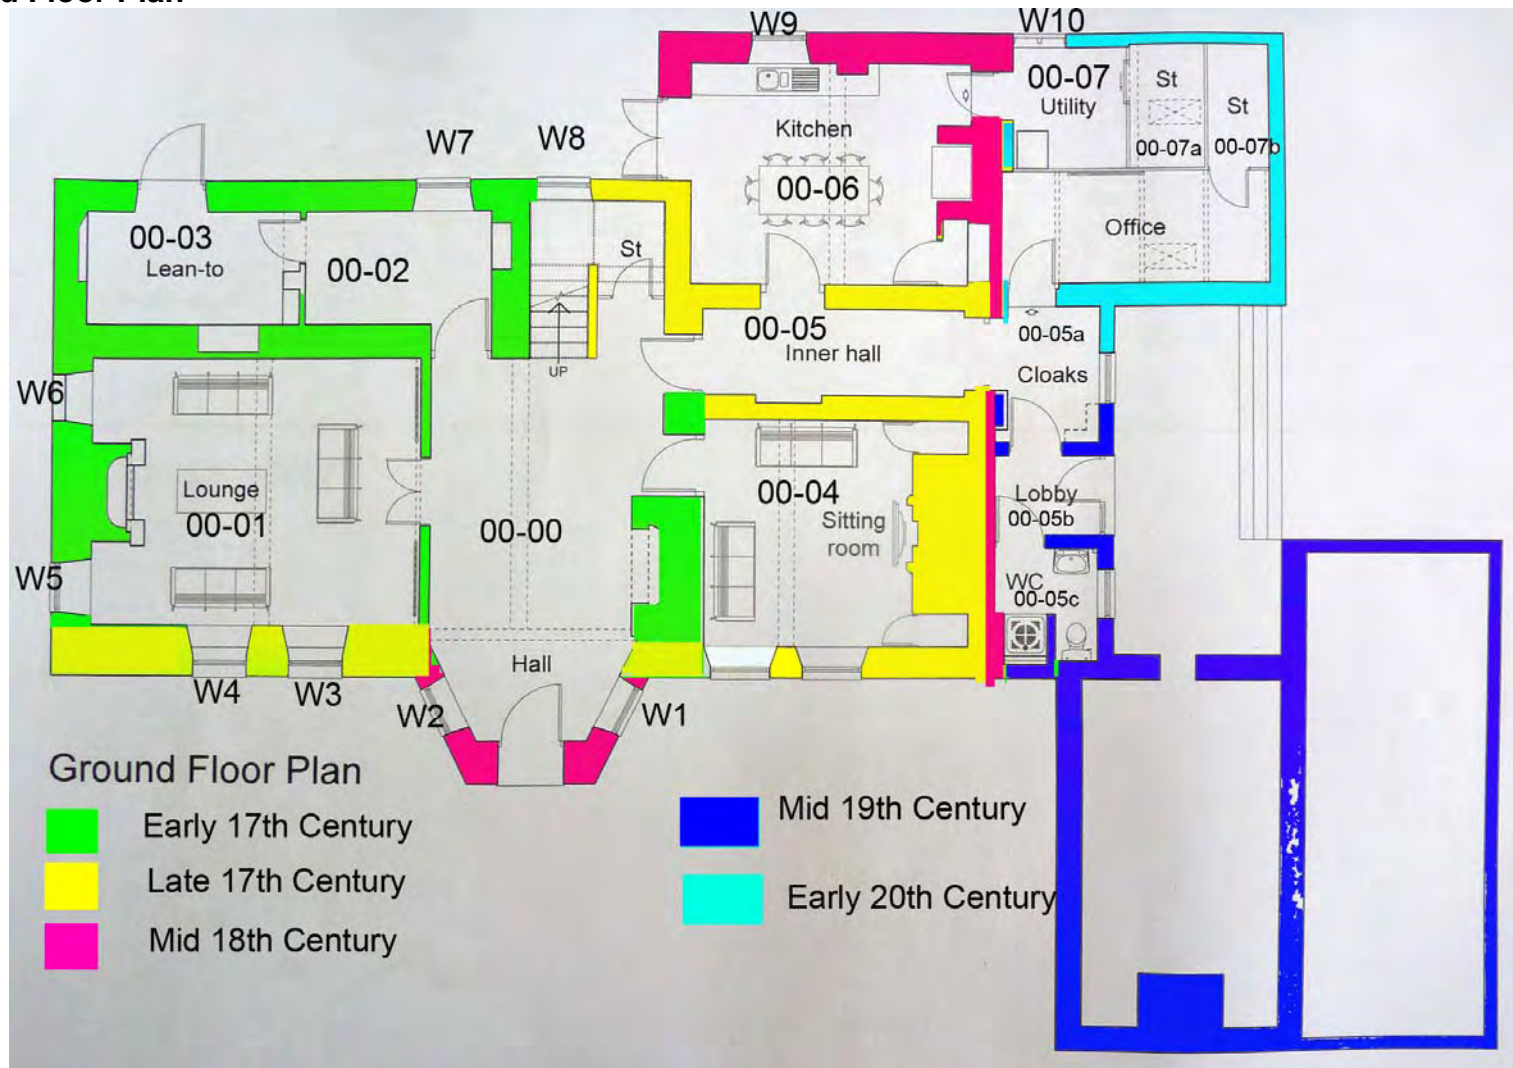 d Floor Plan
W9
W10
00-07
Utility
St
St
00-07a
00-07b
Kitchen
00-06
W7
W8
00-03
Lean-to
00-02
St
Office
00-05
Inner hall
00-05a
Cloaks
UP
W6
Lounge
00-01
00-00
00-04
Sitting
room
Lobby
00-05b
W5
WC
00-05c
Hall
W4
W3
W2
W1
Ground Floor Plan
Early 17th Century
Late 17th Century
Mid 18th Century
Mid 19th Century
Early 20th Century